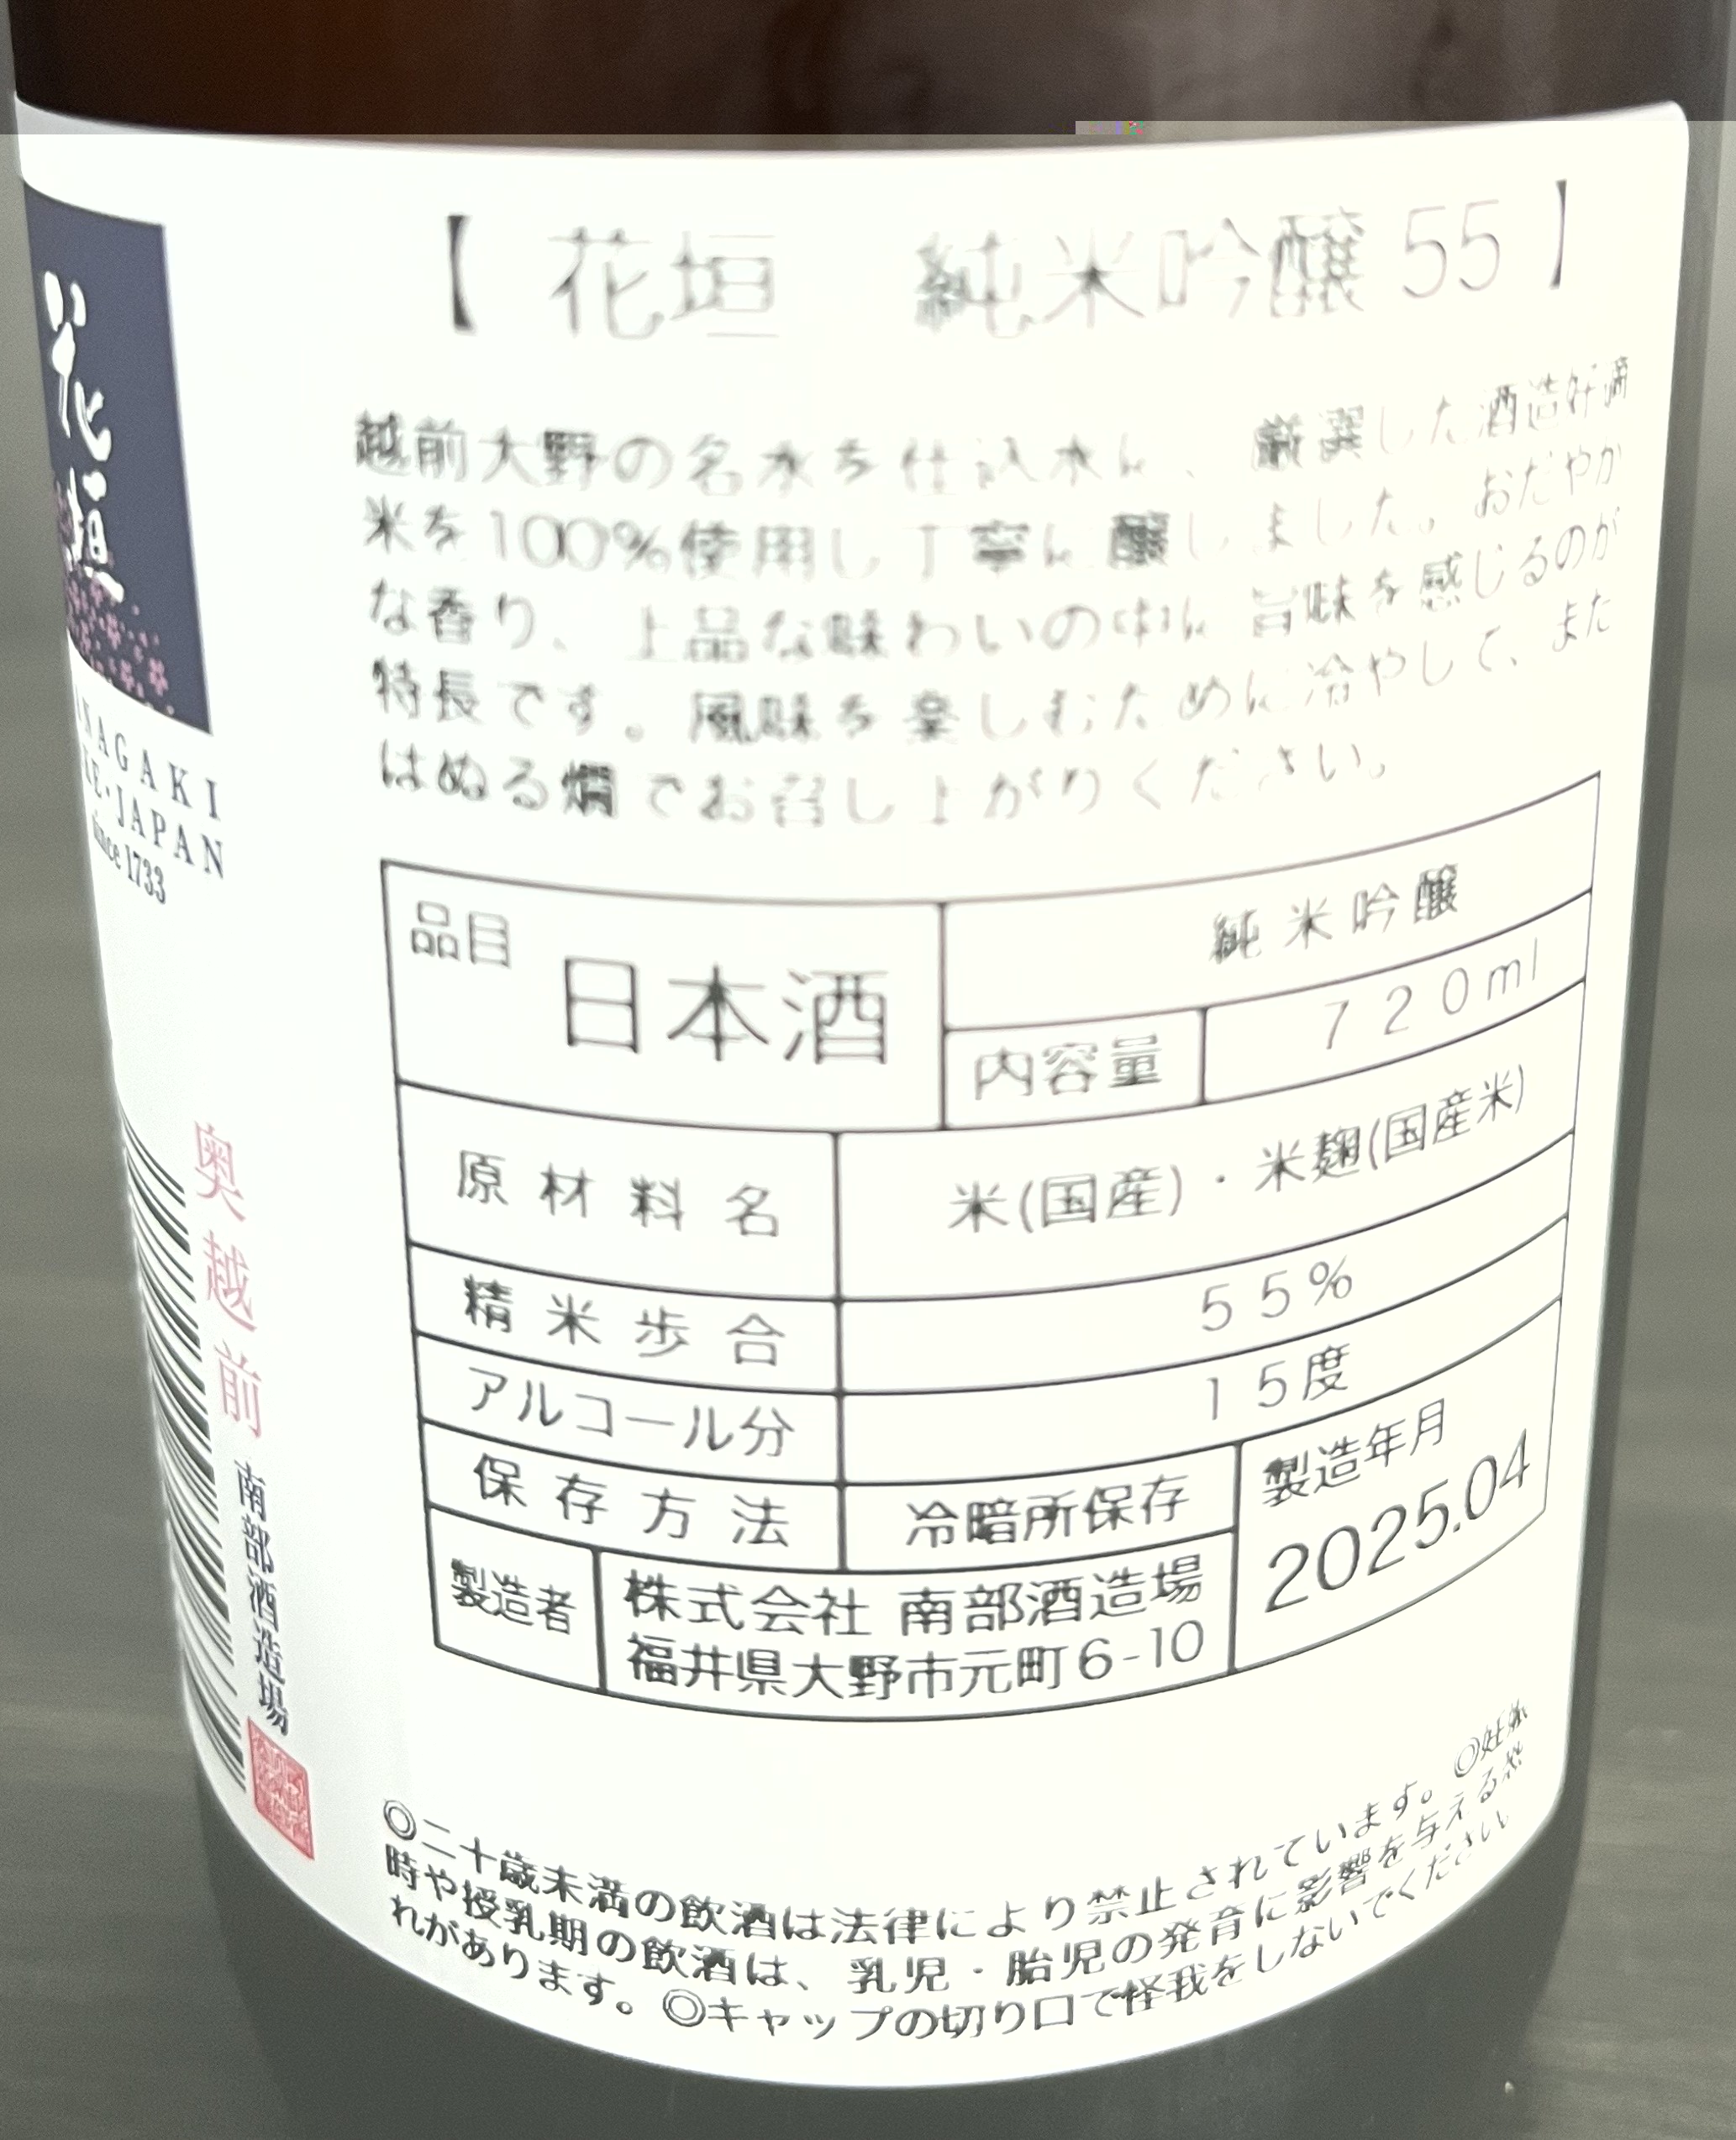 【花垣　純米吟醸55】
越前大野の名水を仕込水に、厳選した酒造好適
米を100%使用し丁寧に醸しました。おだやか
な香り、上品な味わいの中に旨味を感じるのが
特長です。風味を楽しむために冷やして、また
はぬる燗でお召し上がりください。
品目
日本酒
純米吟醸
内容量
720ml
原材料名
米(国産)・米麹(国産米)
精米歩合
55%
アルコール分
15度
保存方法
冷暗所保存
製造年月
2025.04
製造者
株式会社 南部酒造場
福井県大野市元町6-10
◎二十歳未満の飲酒は法律により禁止されています。◎妊娠
時や授乳期の飲酒は、乳児・胎児の発育に影響を与える恐
れがあります。◎キャップの切り口で怪我をしないでください
花垣
NAGAKI
KE・JAPAN
since 1733
奥越前
南部酒造場